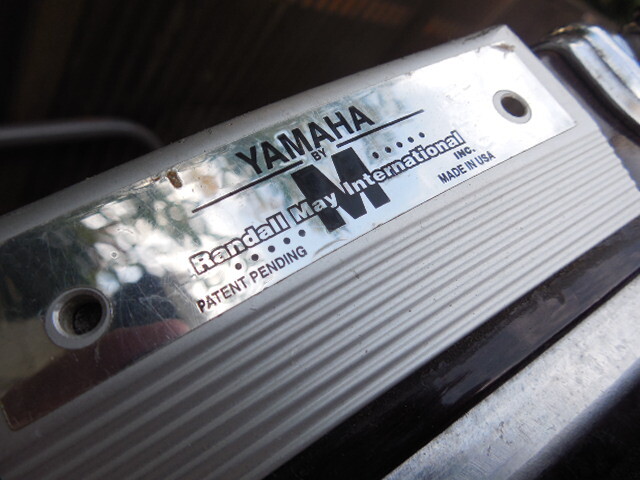 YAMAHA
BY
M
Randall May International
INC.
PATENT PENDING
MADE IN USA